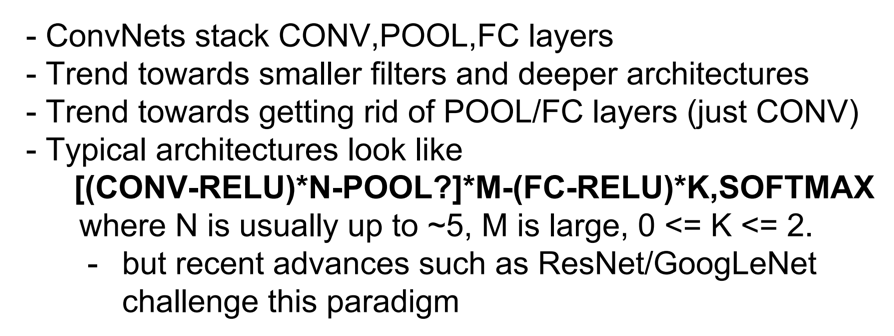 - ConvNets stack CONV,POOL,FC layers
- Trend towards smaller filters and deeper architectures
- Trend towards getting rid of POOL/FC layers (just CONV)
- Typical architectures look like
[(CONV-RELU)*N-POOL?]*M-(FC-RELU)*K,SOFTMAX
where N is usually up to ~5, M is large, 0 <= K <= 2.
- but recent advances such as ResNet/GoogLeNet
challenge this paradigm